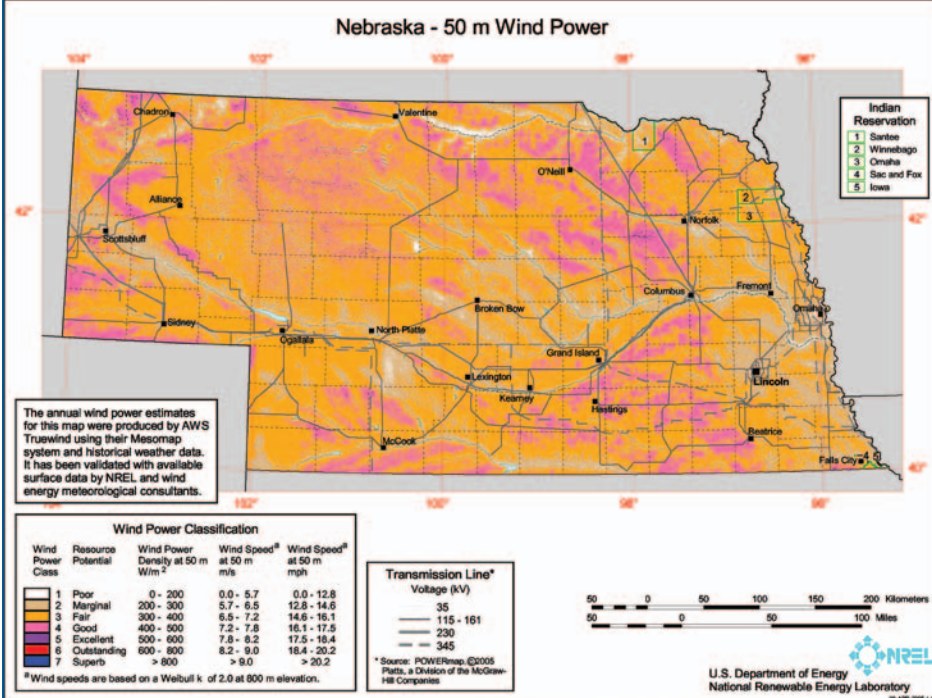 Nebraska - 50 m Wind Power
104° 102° 100° 98° 96°
Chadron
Valentine
Indian
Reservation
1 Santee
2 Winnebago
3 Omaha
4 Sac and Fox
5 Iowa
1
O'Neill
Alliance
2
42° 42°
3
Norfolk
Scottsbluff
Columbus
Fremont
Broken Bow
Omaha
Sidney
Ogallala
North Platte
Grand Island
Lexington
Lincoln
Kearney
Hastings
The annual wind power estimates
for this map were produced by AWS
Truewind using their Mesomap
system and historical weather data.
It has been validated with available
surface data by NREL and wind
energy meteorological consultants.
McCook
Beatrice
Falls City
4
5
40°
102° 100° 98° 96°
Wind Power Classification
Wind Power Class Resource Potential Wind Power Density at 50 m W/m 2 Wind Speed a at 50 m m/s Wind Speed a at 50 m mph
1 Poor 0 - 200 0.0 - 5.7 0.0 - 12.8
2 Marginal 200 - 300 5.7 - 6.5 12.8 - 14.6
3 Fair 300 - 400 6.5 - 7.2 14.6 - 16.1
4 Good 400 - 500 7.2 - 7.8 16.1 - 17.5
5 Excellent 500 - 600 7.8 - 8.2 17.5 - 18.4
6 Outstanding 600 - 800 8.2 - 9.0 18.4 - 20.2
7 Superb > 800 > 9.0 > 20.2
a Wind speeds are based on a Weibull k of 2.0 at 800 m elevation.
Transmission Line*
Voltage (kV)
35
115 - 161
230
345
* Source: POWERmap, ©2005
Platts, a Division of the McGraw-
Hill Companies
50 0 50 100 150 200 Kilometers
50 0 50 100 Miles
NREL
U.S. Department of Energy
National Renewable Energy Laboratory